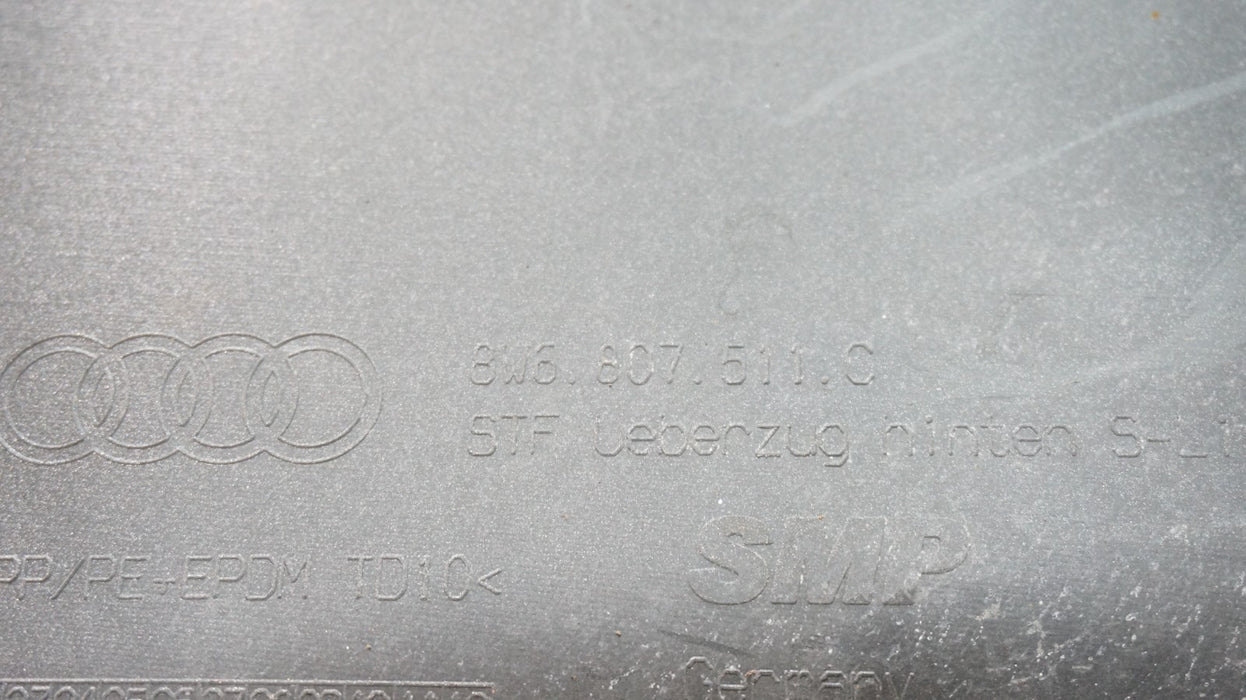 8W6.807.511.C
STF Ueberzug hinten S-Li
PP/PE+EPDM TD10<
SMP
Germany